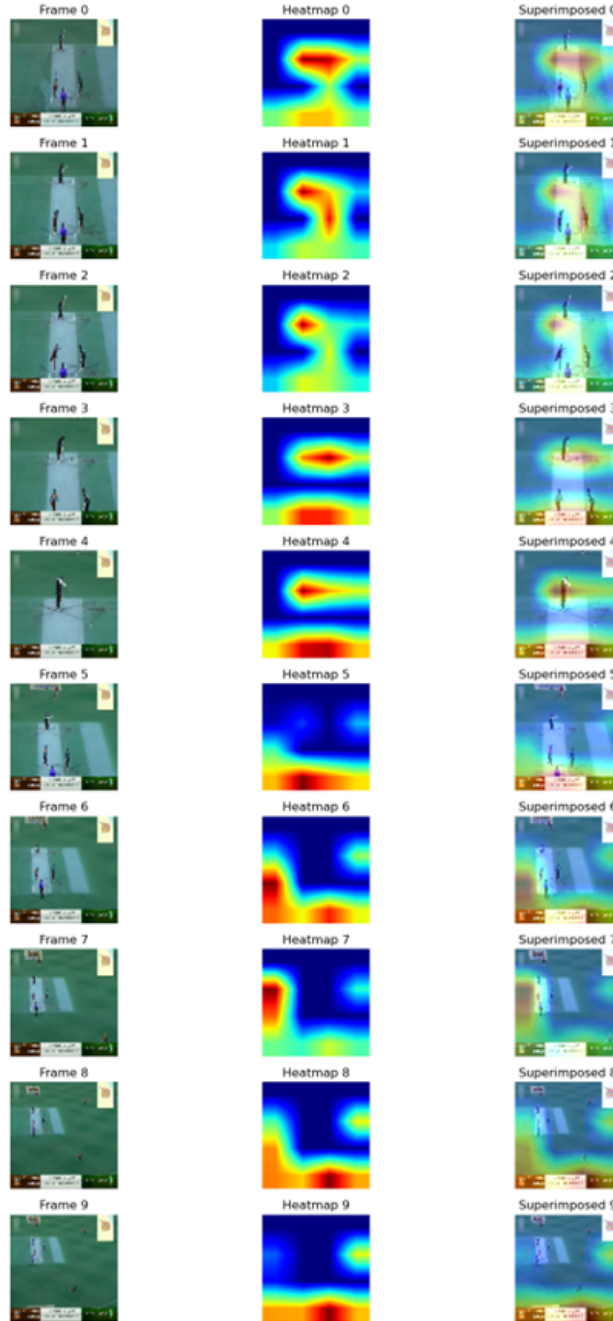 Frame 0 Heatmap 0 Superimposed 0
Frame 1 Heatmap 1 Superimposed 1
Frame 2 Heatmap 2 Superimposed 2
Frame 3 Heatmap 3 Superimposed 3
Frame 4 Heatmap 4 Superimposed 4
Frame 5 Heatmap 5 Superimposed 5
Frame 6 Heatmap 6 Superimposed 6
Frame 7 Heatmap 7 Superimposed 7
Frame 8 Heatmap 8 Superimposed 8
Frame 9 Heatmap 9 Superimposed 9